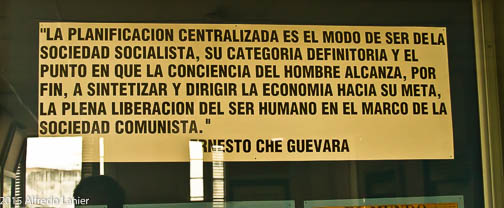 "LA PLANIFICACION CENTRALIZADA ES EL MODO DE SER DE LA
SOCIEDAD SOCIALISTA, SU CATEGORIA DEFINITORIA Y EL
PUNTO EN QUE LA CONCIENCIA DEL HOMBRE ALCANZA, POR
FIN, A SINTETIZAR Y DIRIGIR LA ECONOMIA HACIA SU META,
LA PLENA LIBERACION DEL SER HUMANO EN EL MARCO DE LA
SOCIEDAD COMUNISTA."
ERNESTO CHE GUEVARA
2015 Alfredo Lanier